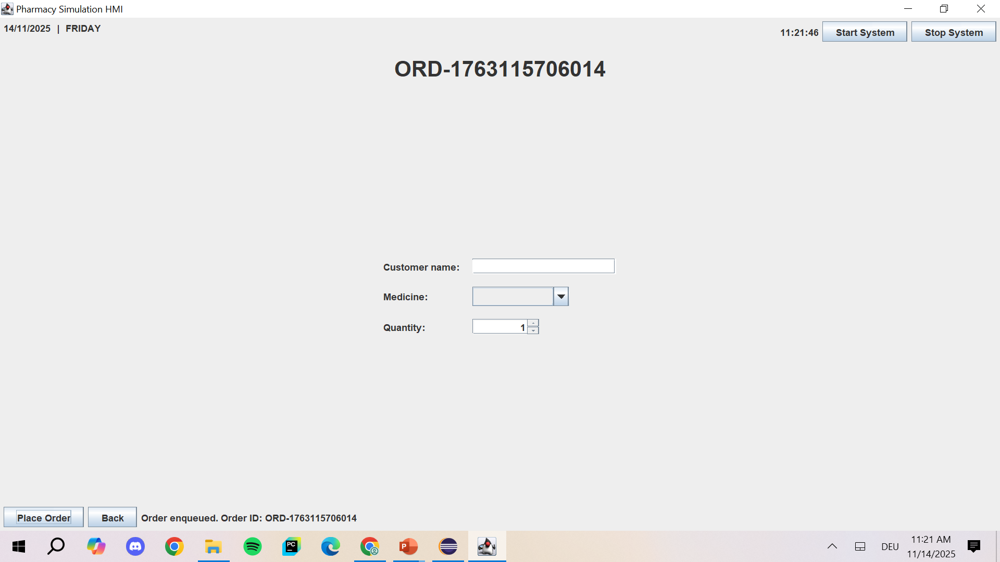 Pharmacy Simulation HMI
14/11/2025 | FRIDAY
11:21:46 Start System Stop System
ORD-1763115706014
Customer name:
Medicine:
Quantity: 1
Place Order Back Order enqueued. Order ID: ORD-1763115706014
PC
P
DEU
11:21 AM
11/14/2025